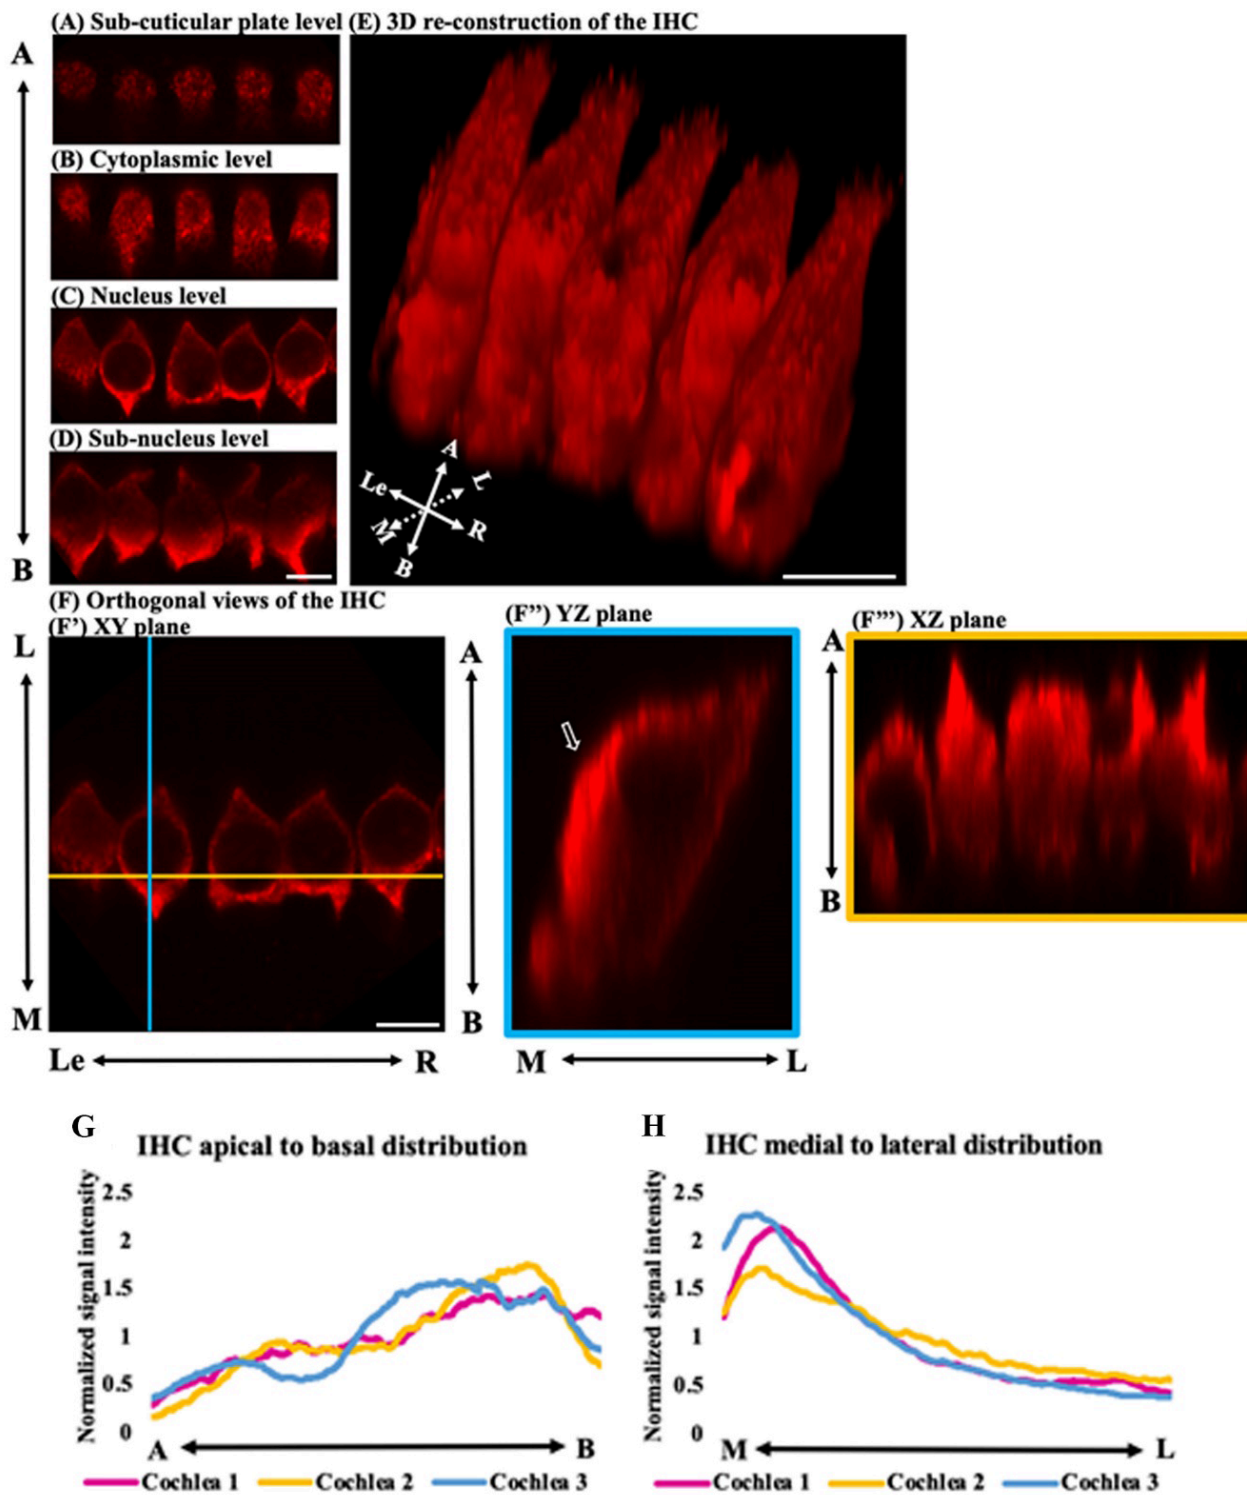 (A) Sub-cuticular plate level (E) 3D re-construction of the IHC
A
(B) Cytoplasmic level
(C) Nucleus level
(D) Sub-nucleus level
B
A
Le
L
M
R
B
(F) Orthogonal views of the IHC
(F') XY plane
(F'') YZ plane
(F''') XZ plane
L
A
A
B
M
B
Le
R
M
L
G
H
IHC apical to basal distribution
IHC medial to lateral distribution
Normalized signal intensity
2.5
2
1.5
1
0.5
0
A
B
Cochlea 1
Cochlea 2
Cochlea 3
Normalized signal intensity
2.5
2
1.5
1
0.5
0
M
L
Cochlea 1
Cochlea 2
Cochlea 3